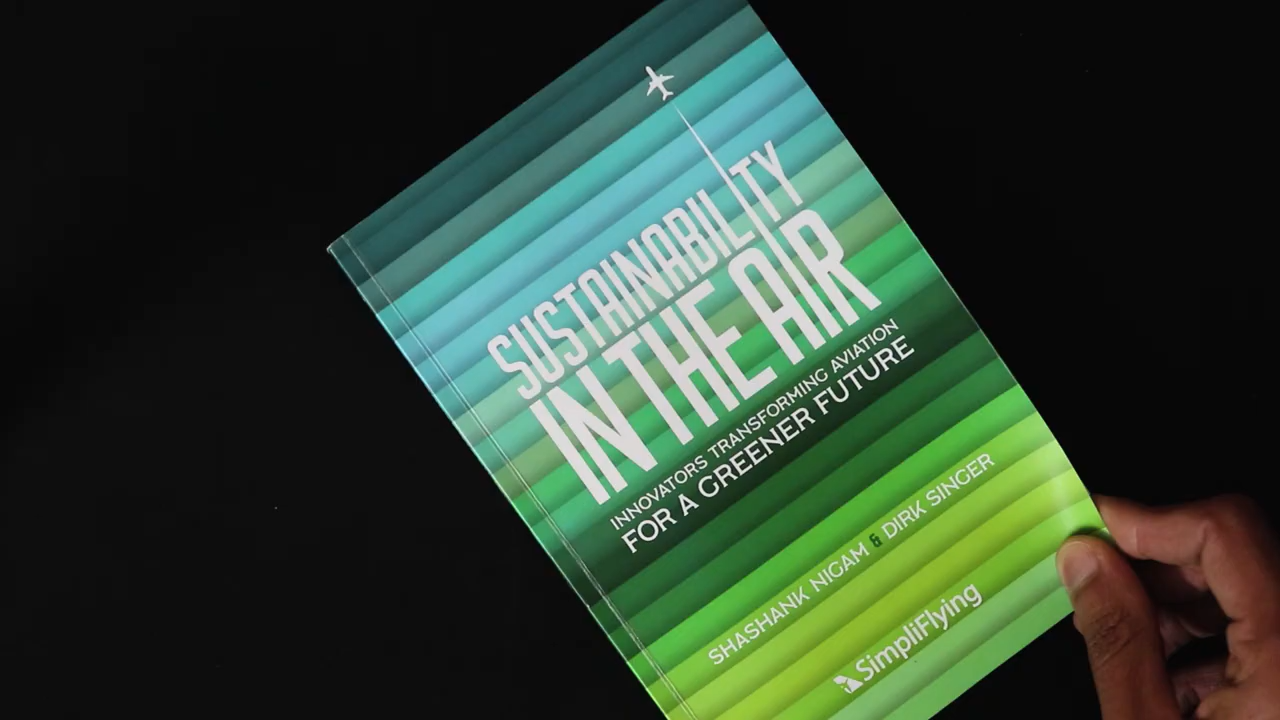 SUSTAINABILITY
IN THE AIR
INNOVATORS TRANSFORMING AVIATION
FOR A GREENER FUTURE
SHASHANK NIGAM & DIRK SINGER
SimpliFlying